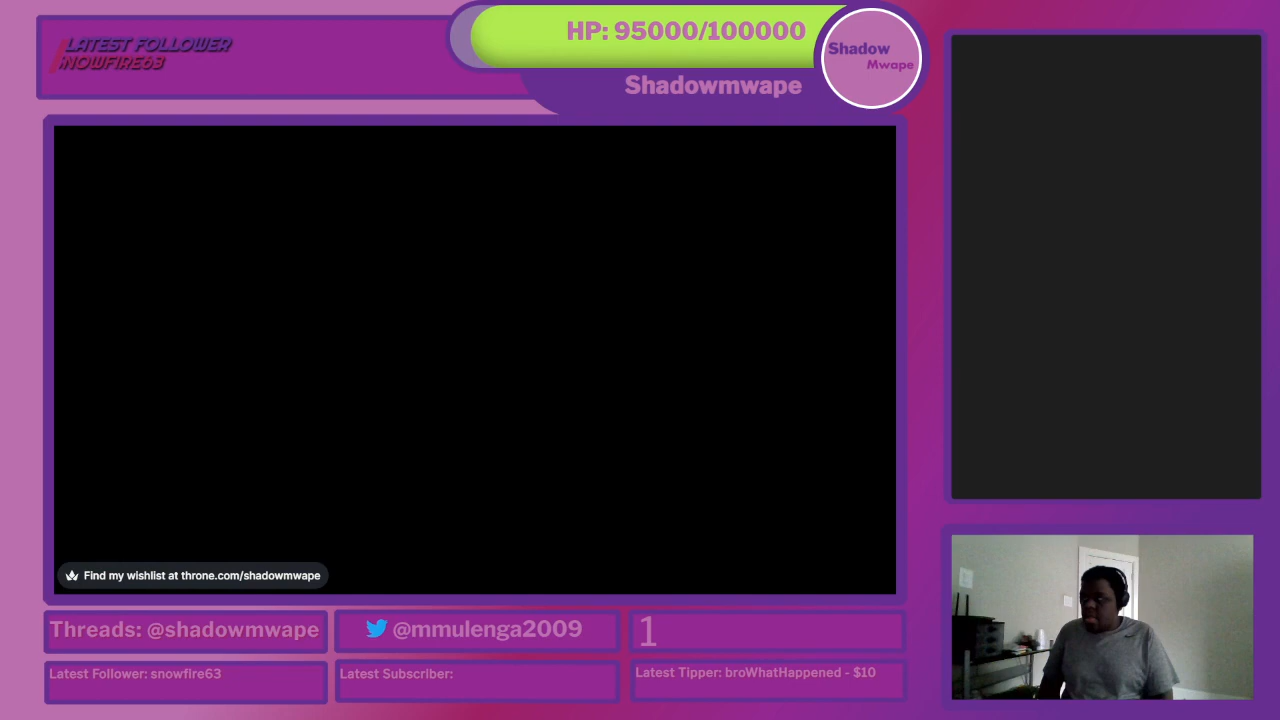 LATEST FOLLOWER
SNOWFIRE63
HP: 95000/100000
Shadowmwape
Shadow
Mwape
Find my wishlist at throne.com/shadowmwape
Threads: @shadowmwape
@mmulenga2009
1
Latest Follower: snowfire63
Latest Subscriber:
Latest Tipper: broWhatHappened - $10